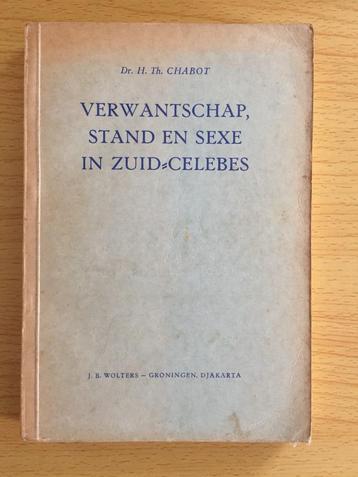 Dr. H. Th. CHABOT
VERWANTSCHAP,
STAND EN SEXE
IN ZUID-CELEBES
J. B. WOLTERS – GRONINGEN, DJAKARTA